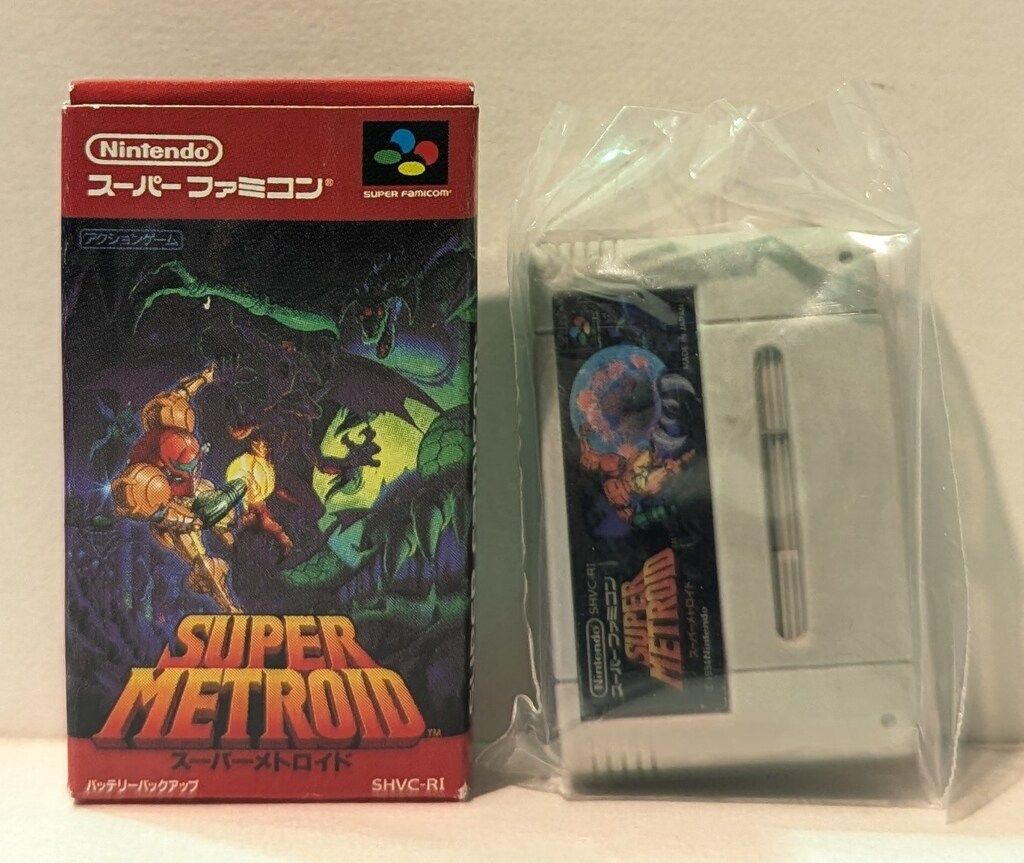 Nintendo®
スーパーファミコン®
SUPER FAMICOM®
アクションゲーム
SUPER
METROID™
スーパーメトロイド
バッテリーバックアップ
SHVC-RI
Nintendo SHVC-RI
スーパーファミコン
SUPER
METROID
スーパーメトロイド
©1994 Nintendo
MADE IN JAPAN